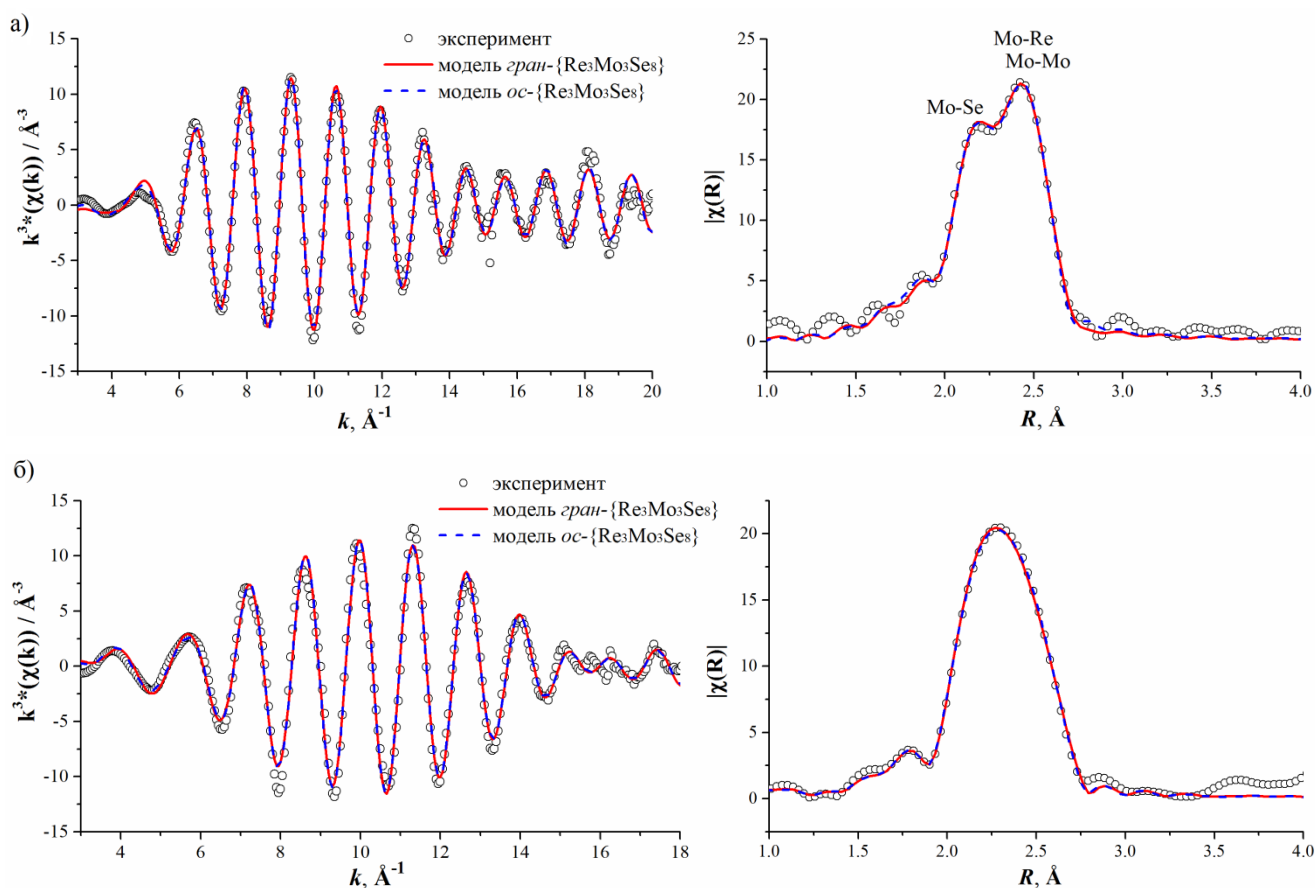 а)
эксперимент
модель гран-{Re₃Mo₃Se₈}
модель ос-{Re₃Mo₃Se₈}
k³*(χ(k)) / Å⁻³
15
10
5
0
-5
-10
-15
4 6 8 10 12 14 16 18 20
k, Å⁻¹
Mo-Re
Mo-Mo
Mo-Se
|χ(R)|
25
20
15
10
5
0
1.0 1.5 2.0 2.5 3.0 3.5 4.0
R, Å
б)
эксперимент
модель гран-{Re₃Mo₃Se₈}
модель ос-{Re₃Mo₃Se₈}
k³*(χ(k)) / Å⁻³
15
10
5
0
-5
-10
-15
4 6 8 10 12 14 16 18
k, Å⁻¹
|χ(R)|
20
15
10
5
0
1.0 1.5 2.0 2.5 3.0 3.5 4.0
R, Å